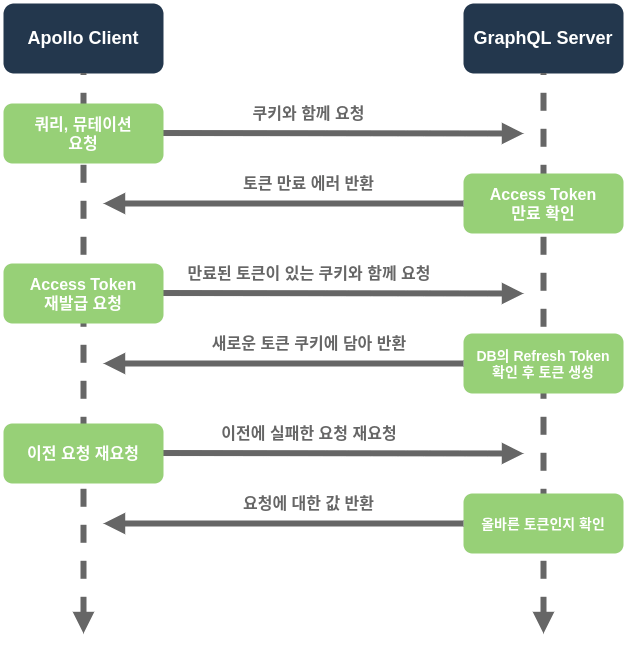 Apollo Client
GraphQL Server
쿼리, 뮤테이션
요청
쿠키와 함께 요청
토큰 만료 에러 반환
Access Token
만료 확인
Access Token
재발급 요청
만료된 토큰이 있는 쿠키와 함께 요청
새로운 토큰 쿠키에 담아 반환
DB의 Refresh Token
확인 후 토큰 생성
이전 요청 재요청
이전에 실패한 요청 재요청
요청에 대한 값 반환
올바른 토큰인지 확인